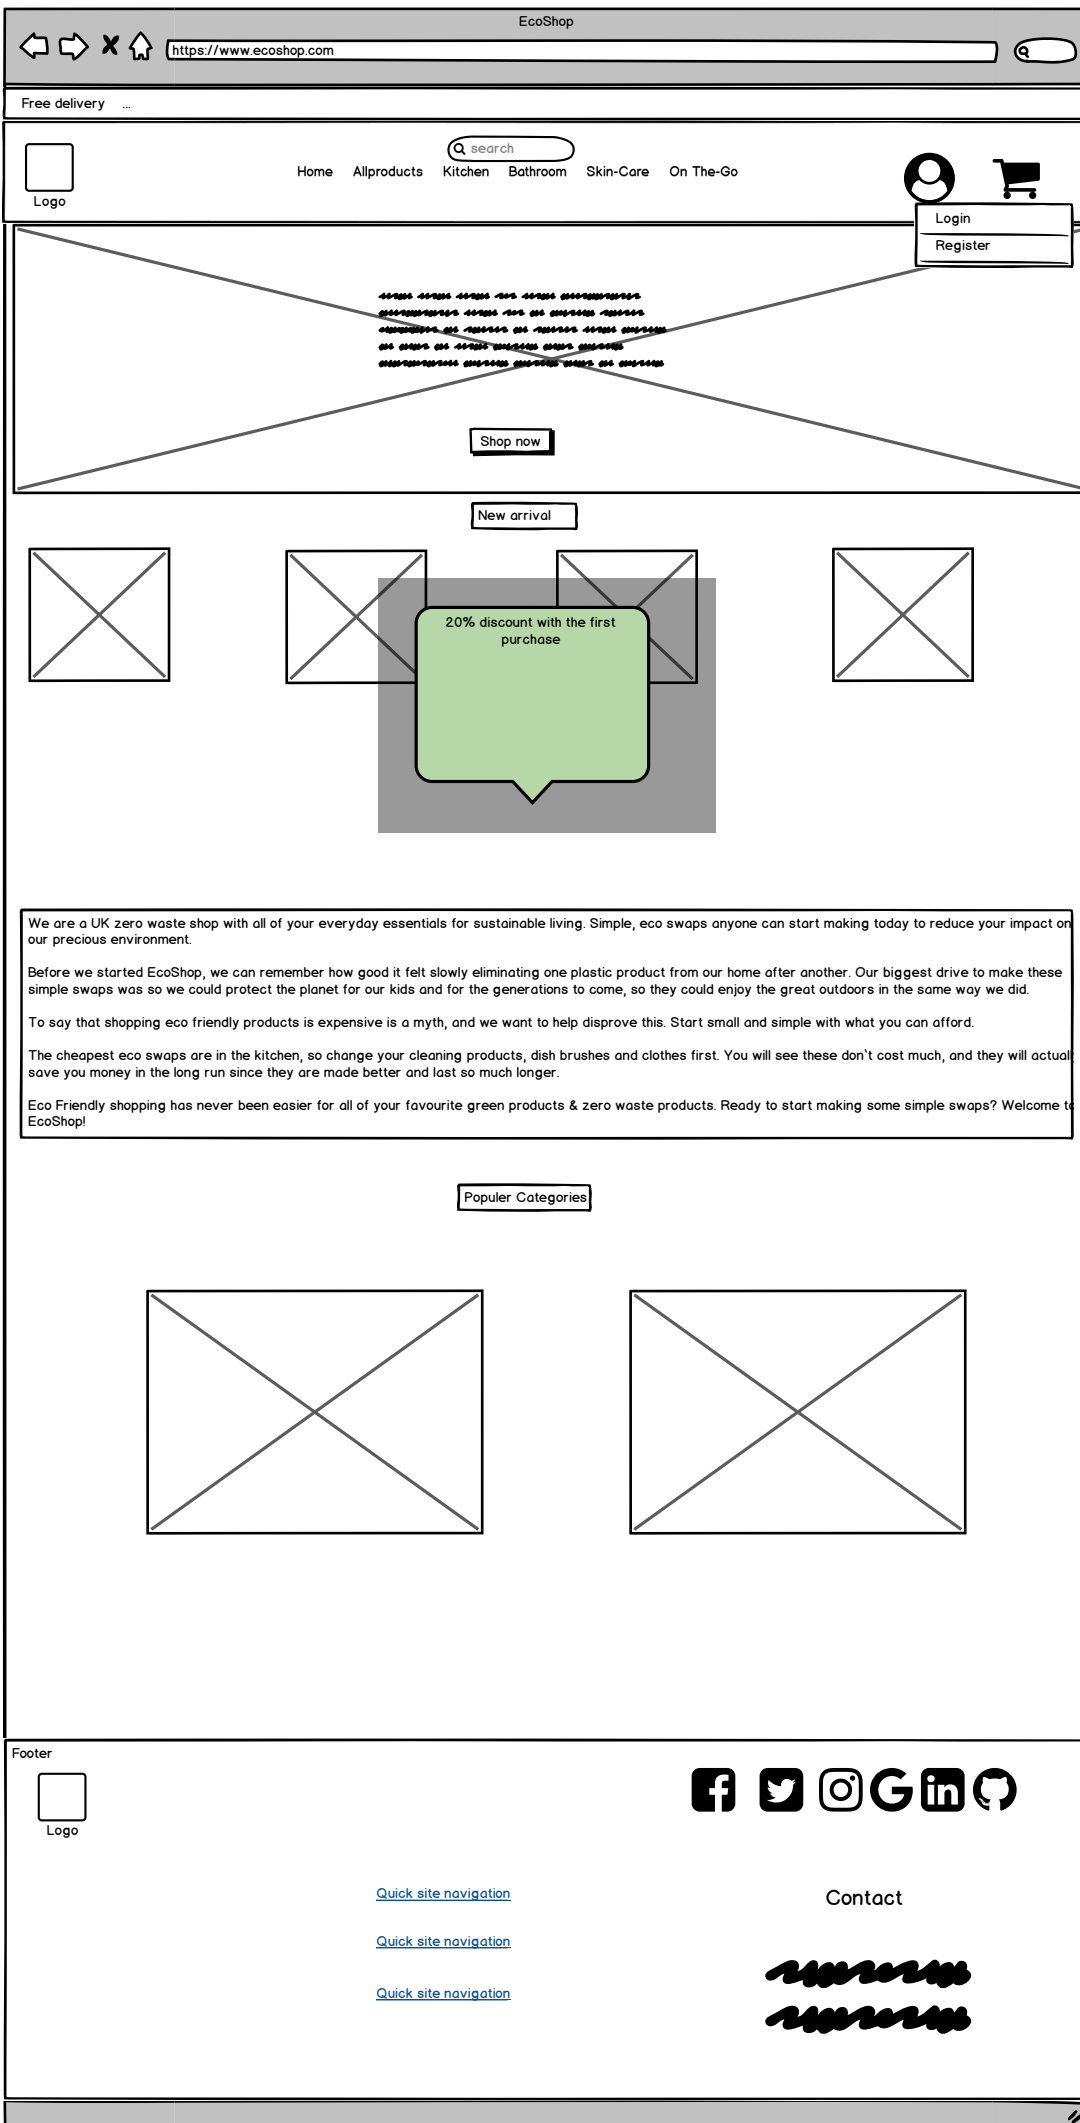 EcoShop
https://www.ecoshop.com
Free delivery ...
search
Home Allproducts Kitchen Bathroom Skin-Care On The-Go
Logo
Login
Register
Shop now
New arrival
20% discount with the first
purchase
We are a UK zero waste shop with all of your everyday essentials for sustainable living. Simple, eco swaps anyone can start making today to reduce your impact on
our precious environment.
Before we started EcoShop, we can remember how good it felt slowly eliminating one plastic product from our home after another. Our biggest drive to make these
simple swaps was so we could protect the planet for our kids and for the generations to come, so they could enjoy the great outdoors in the same way we did.
To say that shopping eco friendly products is expensive is a myth, and we want to help disprove this. Start small and simple with what you can afford.
The cheapest eco swaps are in the kitchen, so change your cleaning products, dish brushes and clothes first. You will see these don`t cost much, and they will actual
save you money in the long run since they are made better and last so much longer.
Eco Friendly shopping has never been easier for all of your favourite green products & zero waste products. Ready to start making some simple swaps? Welcome to
EcoShop!
Populer Categories
Footer
Logo
Quick site navigation
Quick site navigation
Quick site navigation
Contact